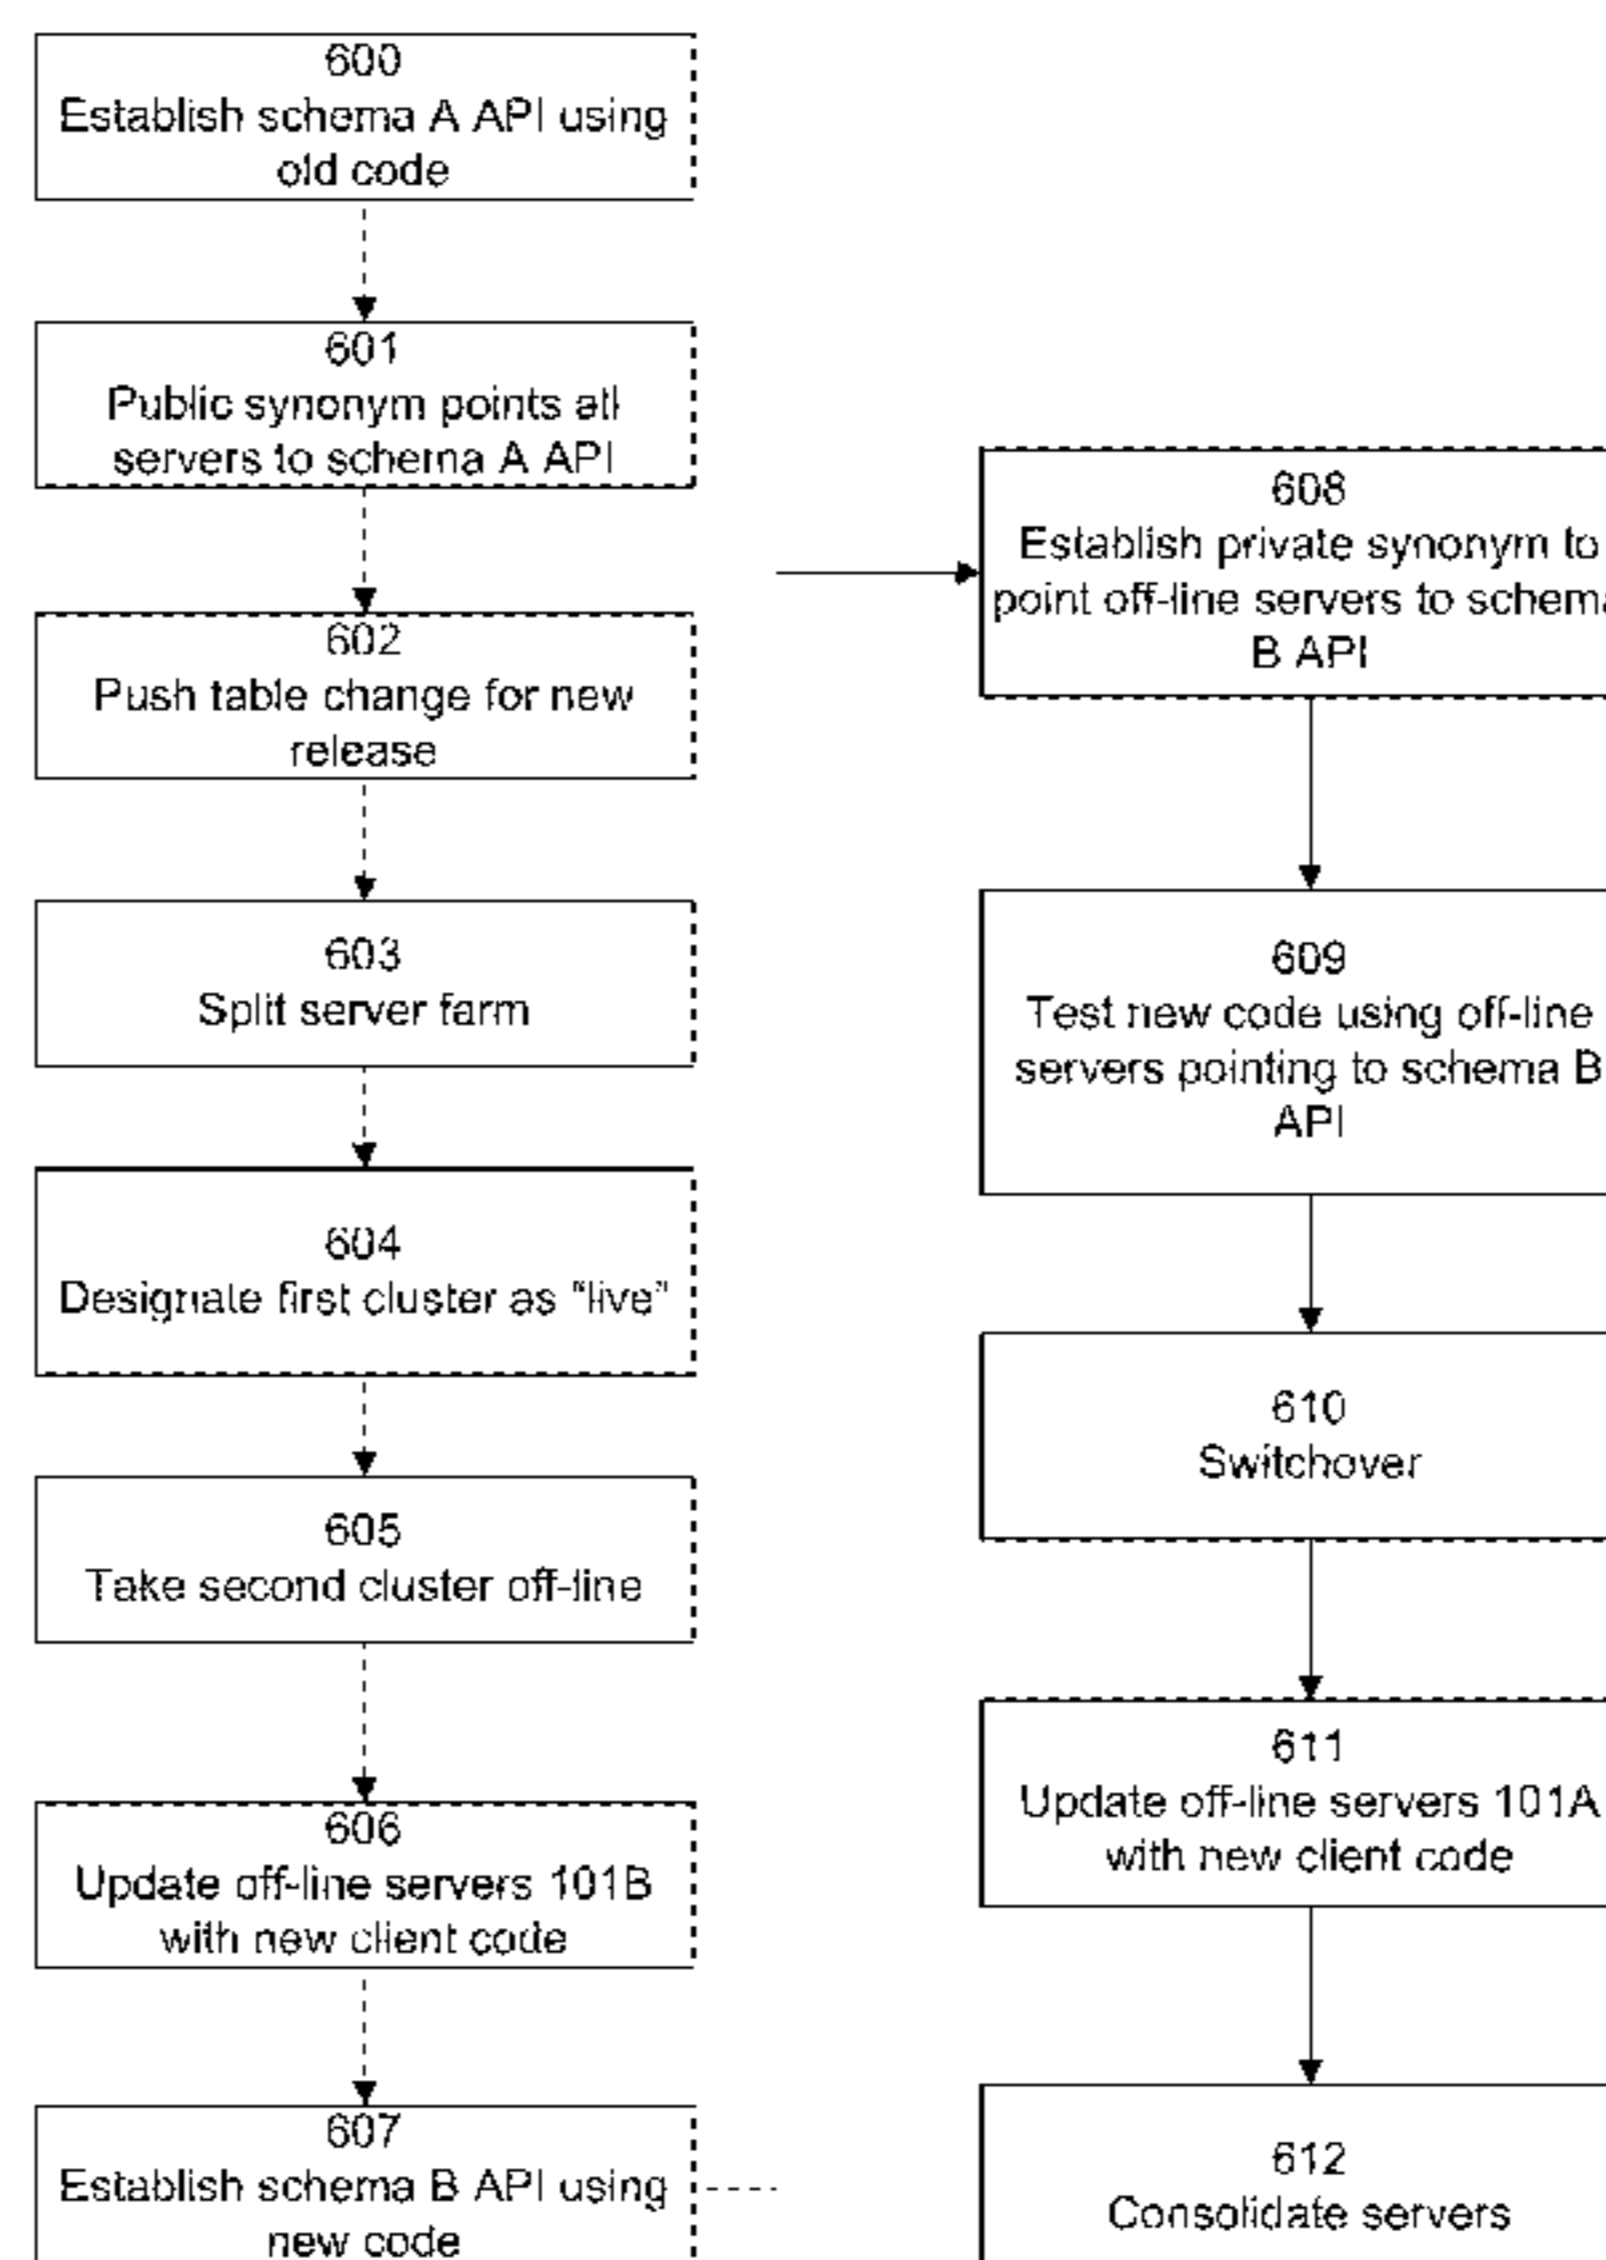 600
Establish schema A API using
old code
601
Public synonym points all
servers to schema A API
602
Push table change for new
release
603
Split server farm
604
Designate first cluster as “live”
605
Take second cluster off-line
606
Update off-line servers 101B
with new client code
607
Establish schema B API using
new code
608
Establish private synonym to
point off-line servers to schema
B API
609
Test new code using off-line
servers pointing to schema B
API
610
Switchover
611
Update off-line servers 101A
with new client code
612
Consolidate servers